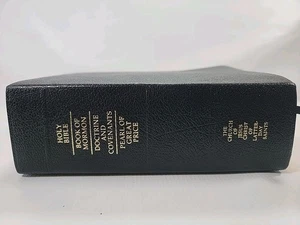 HOLY
BIBLE
BOOK OF
MORMON
DOCTRINE
AND
COVENANTS
PEARL OF
GREAT
PRICE
THE
CHURCH
OF
JESUS
CHRIST
OF
LATTER-
DAY
SAINTS